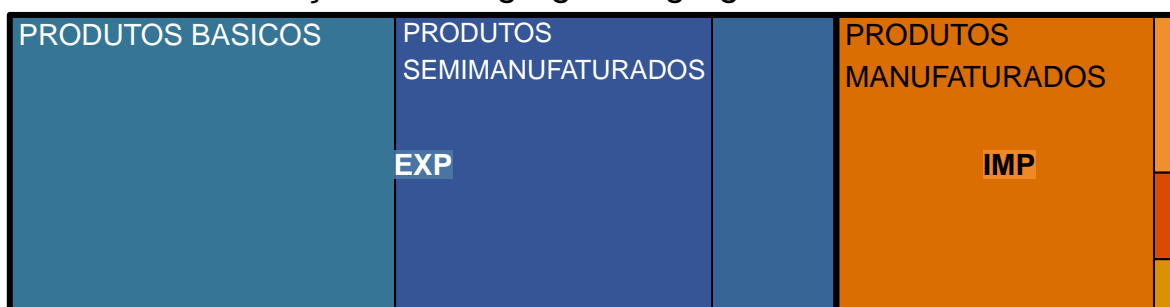 PRODUTOS BASICOS
PRODUTOS
SEMIMANUFATURADOS
PRODUTOS
MANUFATURADOS
EXP
IMP